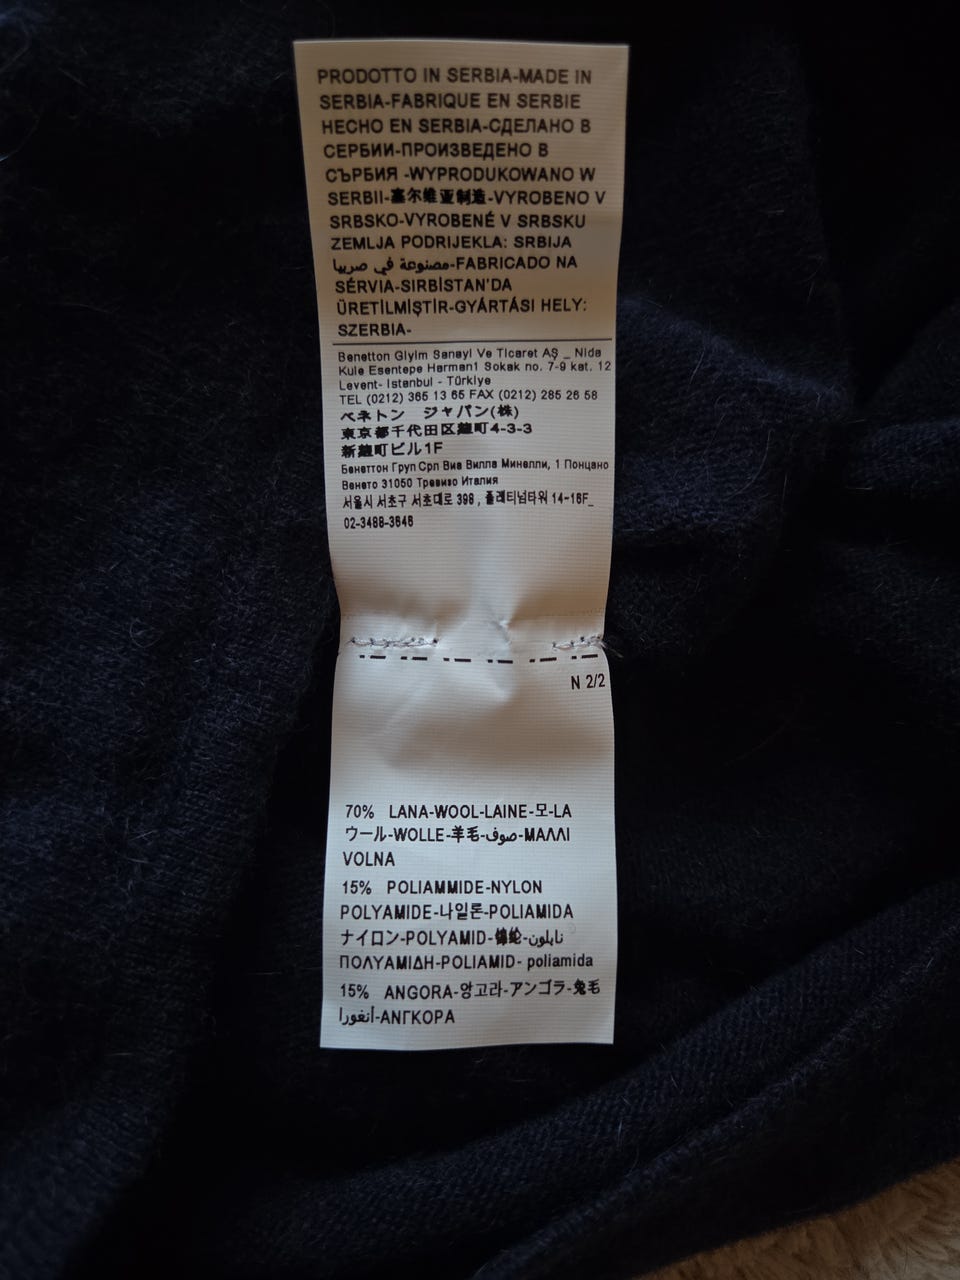 PRODOTTO IN SERBIA-MADE IN
SERBIA-FABRIQUE EN SERBIE
HECHO EN SERBIA-СДЕЛАНО В
СЕРБИИ-ПРОИЗВЕДЕНО В
СЪРБИЯ -WYPRODUKOWANO W
SERBII-塞尔维亚制造-VYROBENO V
SRBSKO-VYROBENÉ V SRBSKU
ZEMLJA PODRIJEKLA: SRBIJA
مصنوعة في صربيا-FABRICADO NA
SÉRVIA-SIRBİSTAN'DA
ÜRETİLMİŞTİR-GYÁRTÁSI HELY:
SZERBIA-
Benetton Giyim Sanayi Ve Ticaret AŞ _ Nida
Kule Esentepe Harman1 Sokak no. 7-9 kat. 12
Levent- Istanbul - Türkiye
TEL (0212) 365 13 65 FAX (0212) 285 26 58
ベネトン ジャパン(株)
東京都千代田区麹町4-3-3
新麹町ビル1F
Бенеттон Груп Срл Виа Вилла Минелли, 1 Понцано
Венето 31050 Тревизо Италия
서울시 서초구 서초대로 398 , 플래티넘타워 14-16F_
02-3488-3646
N 2/2
70% LANA-WOOL-LAINE-모-LA
ウール-WOLLE-羊毛-صوف-ΜΑΛΛΙ
VOLNA
15% POLIAMMIDE-NYLON
POLYAMIDE-나일론-POLIAMIDA
ナイロン-POLYAMID-锦纶-نايلون
ΠΟΛΥΑΜΙΔΗ-POLIAMID- poliamida
15% ANGORA-앙고라-アンゴラ-兔毛
أنغورا-ΑΝΓΚΟΡΑ